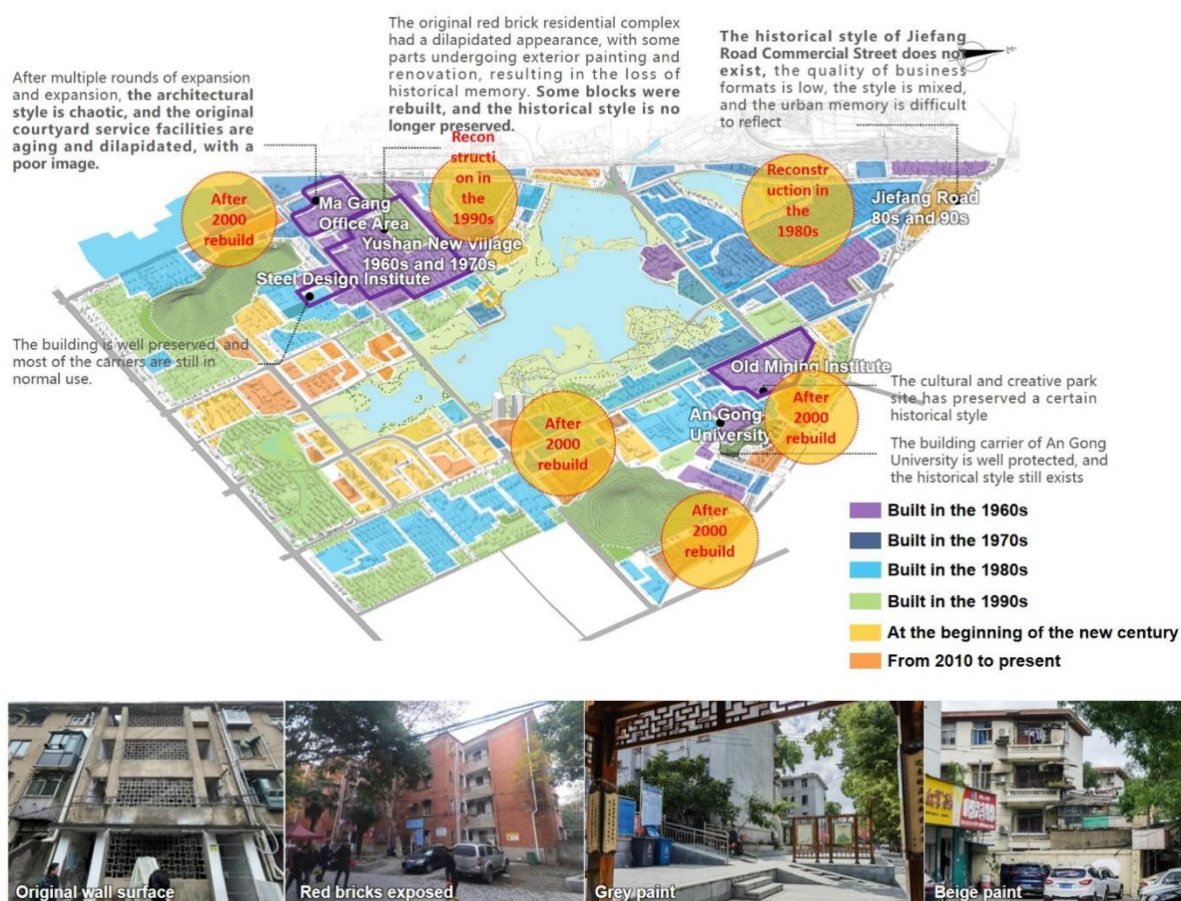 After multiple rounds of expansion
and expansion, the architectural
style is chaotic, and the original
courtyard service facilities are
aging and dilapidated, with a
poor image.
The original red brick residential complex
had a dilapidated appearance, with some
parts undergoing exterior painting and
renovation, resulting in the loss of
historical memory. Some blocks were
rebuilt, and the historical style is no
longer preserved.
The historical style of Jiefang
Road Commercial Street does not
exist, the quality of business
formats is low, the style is mixed,
and the urban memory is difficult
to reflect
After
2000
rebuild
Ma Gang
Office Area
Recon
structi
on in
the
1990s
Yushan New Village
1960s and 1970s
Steel Design Institute
Reconstr
uction in
the
1980s
Jiefang Road
80s and 90s
The building is well preserved, and
most of the carriers are still in
normal use.
Old Mining Institute
The cultural and creative park
site has preserved a certain
historical style
An Gong
University
After
2000
rebuild
After
2000
rebuild
The building carrier of An Gong
University is well protected, and
the historical style still exists
After
2000
rebuild
Built in the 1960s
Built in the 1970s
Built in the 1980s
Built in the 1990s
At the beginning of the new century
From 2010 to present
Original wall surface
Red bricks exposed
Grey paint
Beige paint